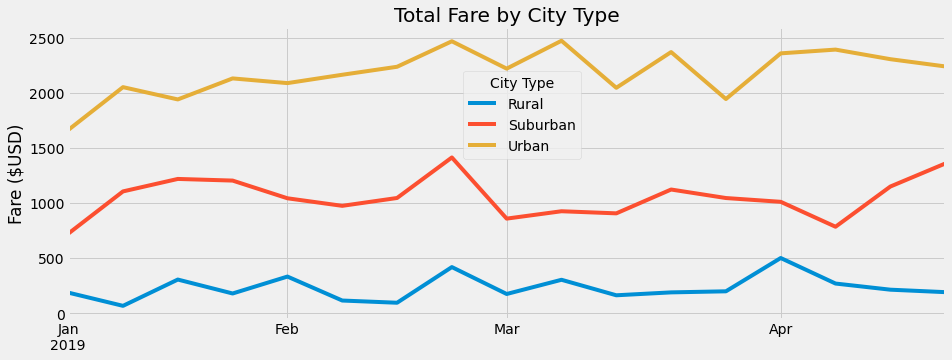 Total Fare by City Type
Fare ($USD)
2500
2000
1500
1000
500
0
City Type
Rural
Suburban
Urban
Jan
2019
Feb
Mar
Apr